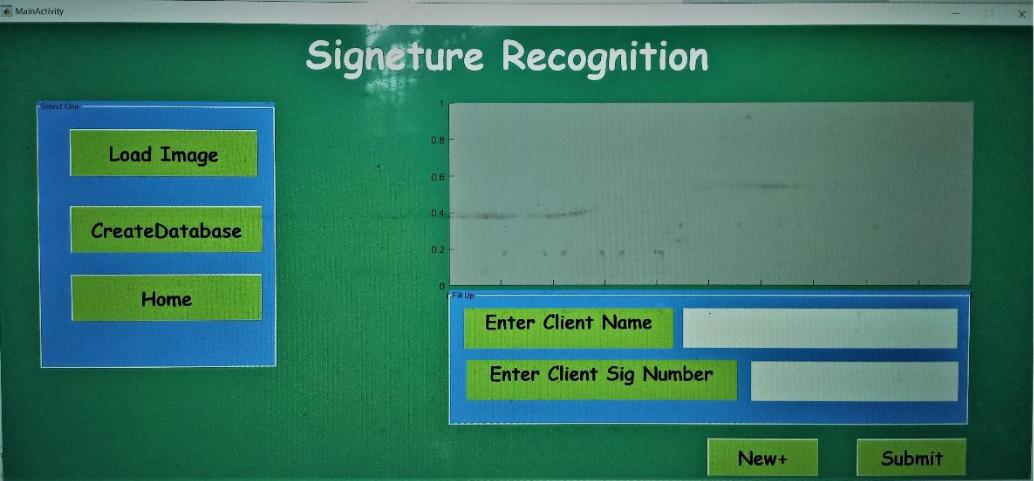 MainActivity
Signeture Recognition
Select One
Load Image
CreateDatabase
Home
1
0.8
0.6
0.4
0.2
0
Fill Up
Enter Client Name
Enter Client Sig Number
New+
Submit